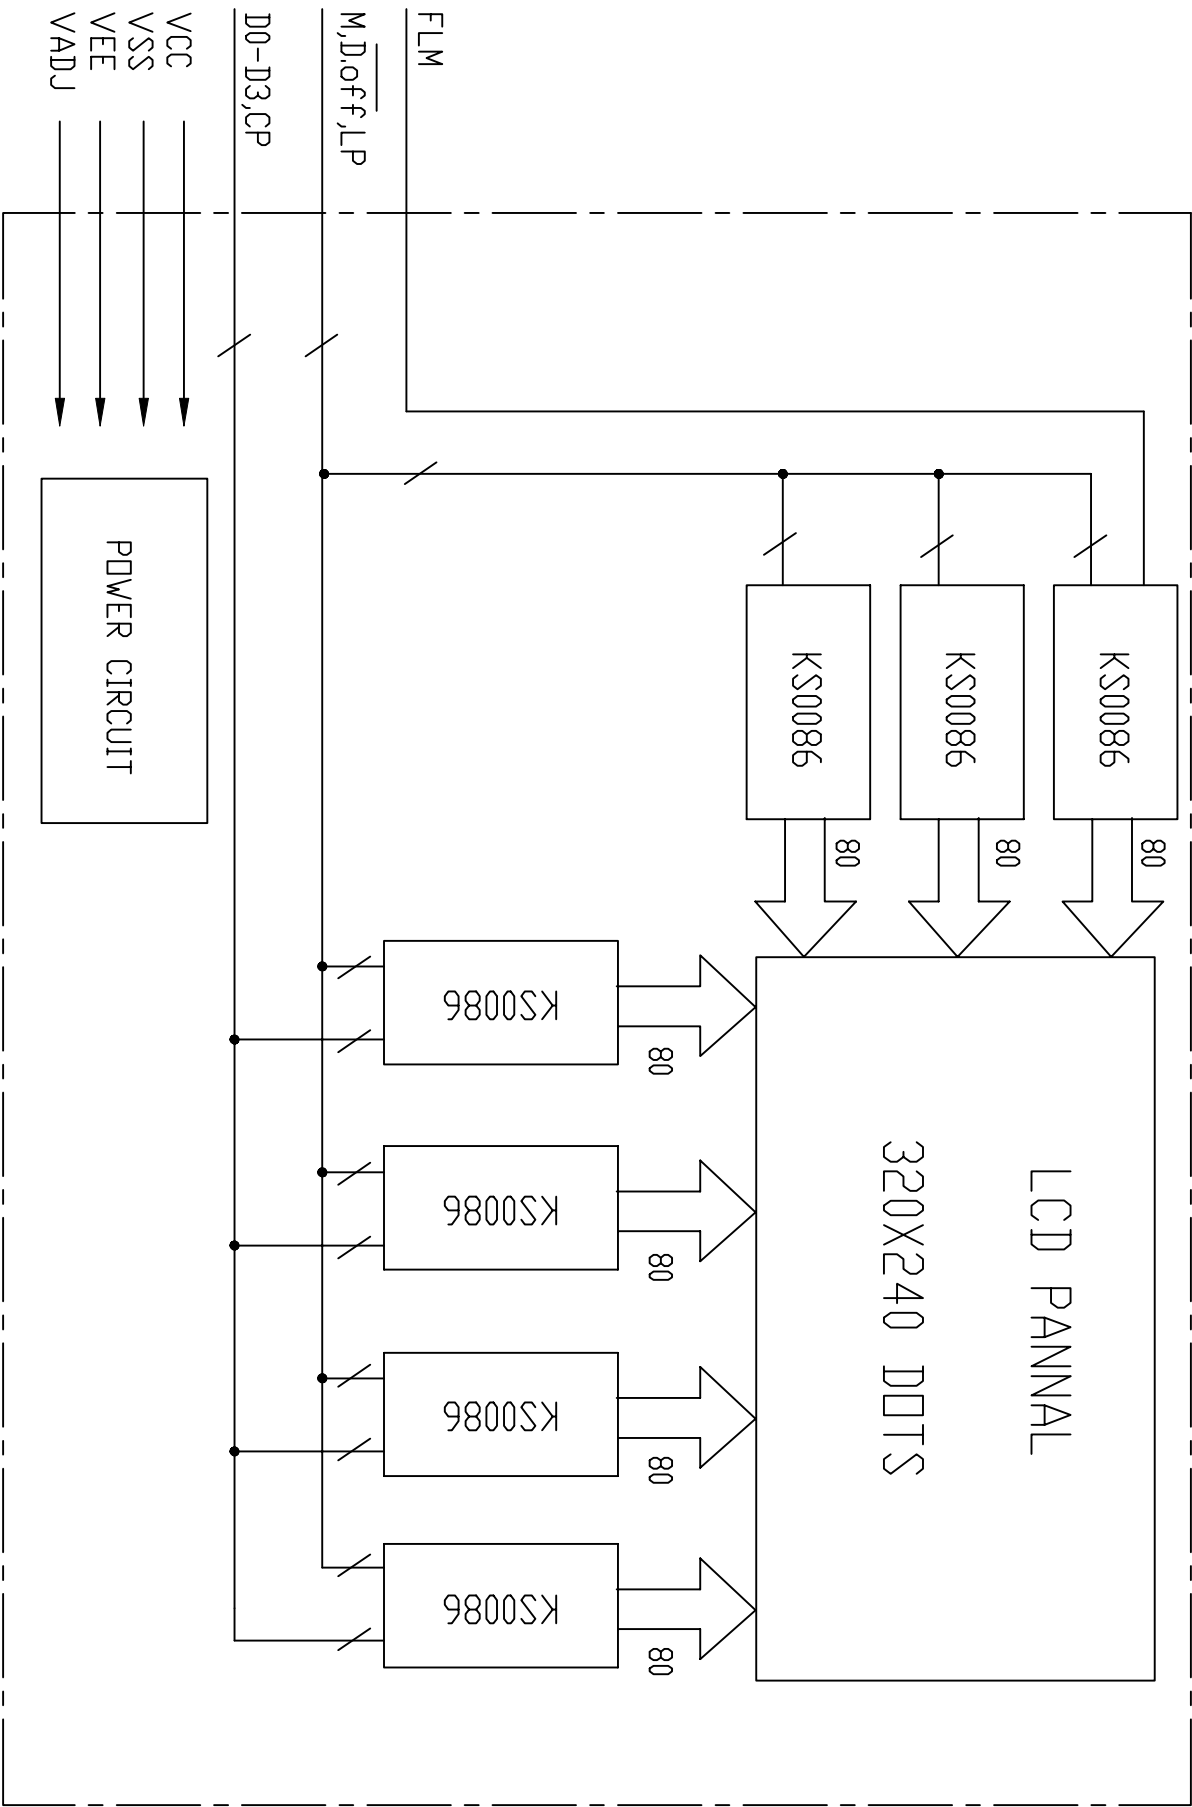 80
KS0086
LCD PANNAL
80
KS0086
320X240 DOTS
80
KS0086
80
80
80
80
KS0086
KS0086
KS0086
KS0086
FLM
M,D.off,LP
D0-D3,CP
VCC
VSS
VEE
VADJ
POWER CIRCUIT